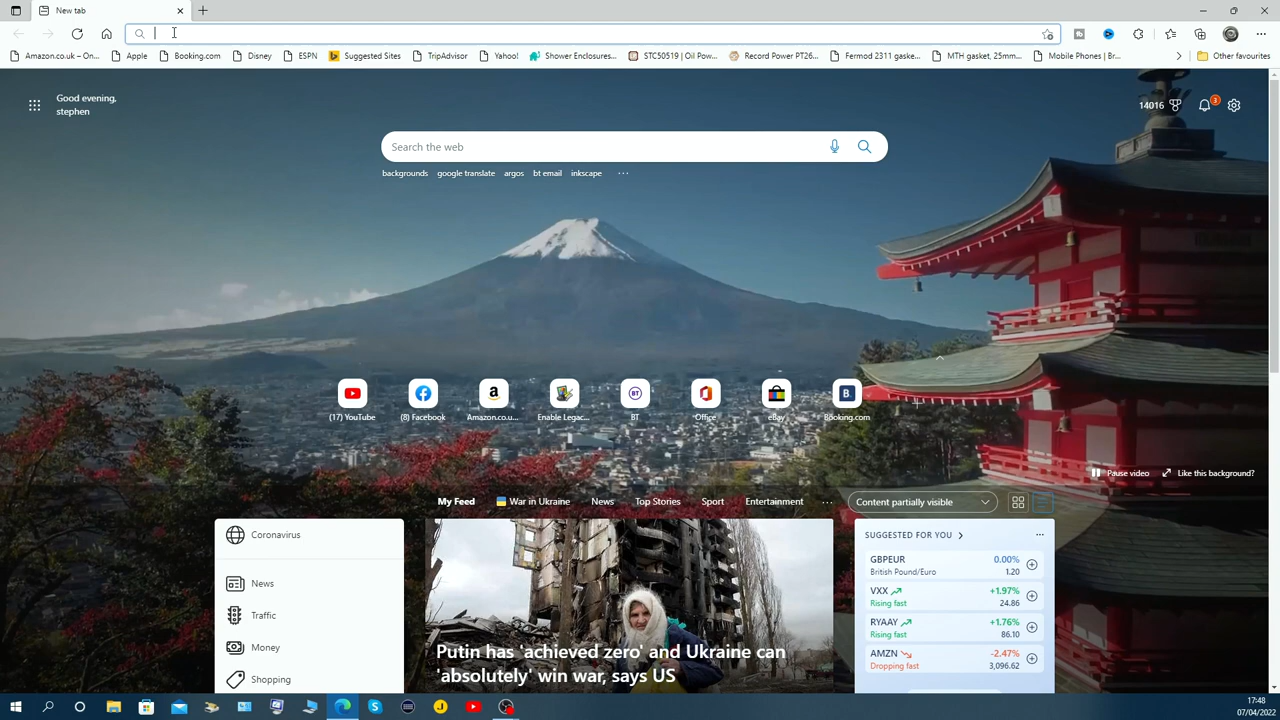 New tab
Amazon.co.uk – On...
Apple
Booking.com
Disney
ESPN
Suggested Sites
TripAdvisor
Yahoo!
Shower Enclosures...
STC50519 | Oil Pow...
Record Power PT26...
Fermod 2311 gaske...
MTH gasket, 25mm...
Mobile Phones | Br...
Other favourites
Good evening,
stephen
14016
3
Search the web
backgrounds
google translate
argos
bt email
inkscape
(17) YouTube
(8) Facebook
Amazon.co.u...
Enable Legac...
BT
Office
eBay
Booking.com
Pause video
Like this background?
My Feed
War in Ukraine
News
Top Stories
Sport
Entertainment
Content partially visible
Coronavirus
News
Traffic
Money
Shopping
Putin has 'achieved zero' and Ukraine can
'absolutely' win war, says US
SUGGESTED FOR YOU
GBPEUR 0.00%
British Pound/Euro 1.20
VXX +1.97%
Rising fast 24.86
RYAAY +1.76%
Rising fast 86.10
AMZN -2.47%
Dropping fast 3,096.62
17:48
07/04/2022